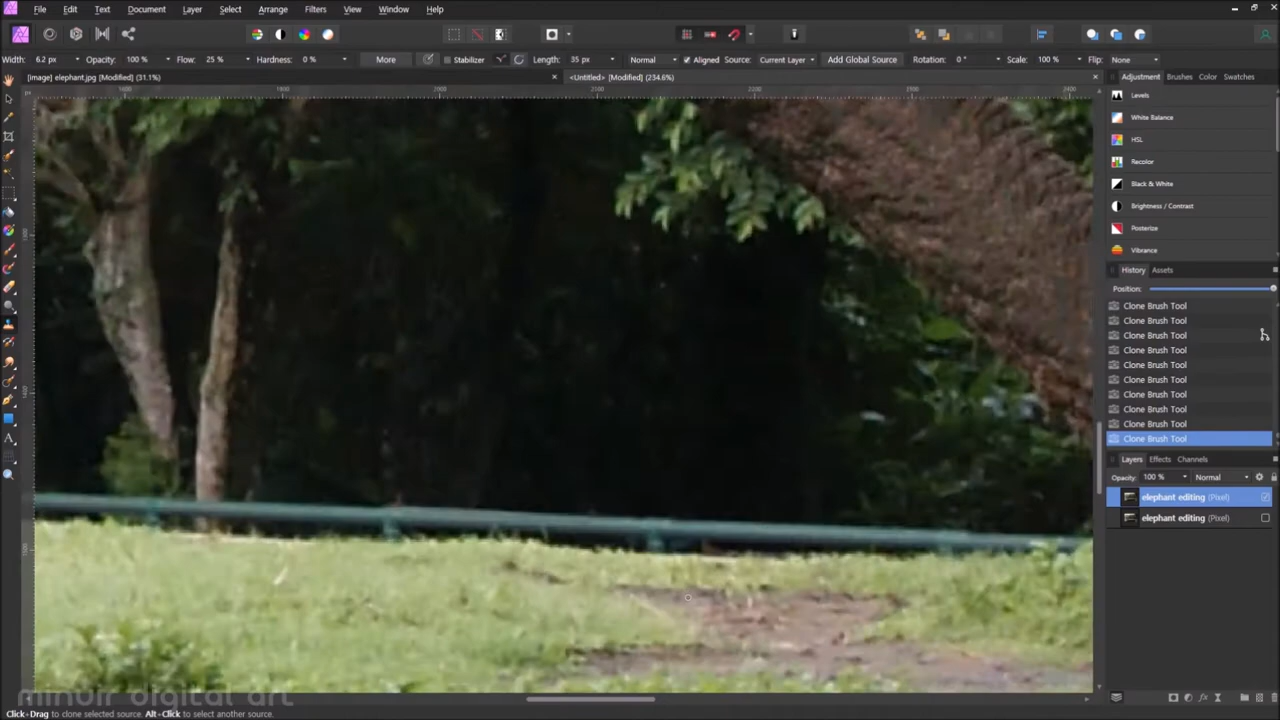 File Edit Text Document Layer Select Arrange Filters View Window Help
Width: 6.2 px Opacity: 100 % Flow: 25 % Hardness: 0 % More Stabilizer Length: 35 px Normal Aligned Source: Current Layer Add Global Source Rotation: 0 ° Scale: 100 % Flip: None
[Image] elephant.jpg [Modified] (31.1%) <Untitled> [Modified] (234.6%)
Adjustment Brushes Color Swatches
Levels
White Balance
HSL
Recolor
Black & White
Brightness / Contrast
Posterize
Vibrance
History Assets
Position:
Clone Brush Tool
Clone Brush Tool
Clone Brush Tool
Clone Brush Tool
Clone Brush Tool
Clone Brush Tool
Clone Brush Tool
Clone Brush Tool
Clone Brush Tool
Clone Brush Tool
Layers Effects Channels
Opacity: 100 % Normal
elephant editing (Pixel)
elephant editing (Pixel)
minuir digital art
Click+Drag to clone selected source. Alt+Click to select another source.